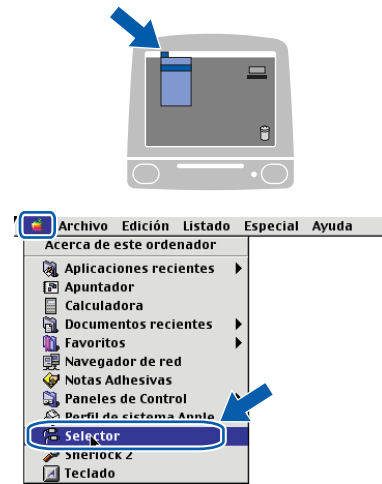 Archivo Edición Listado Especial Ayuda
Acerca de este ordenador
Aplicaciones recientes
Apuntador
Calculadora
Documentos recientes
Favoritos
Navegador de red
Notas Adhesivas
Paneles de Control
Perfil de sistema Apple
Selector
Sherlock 2
Teclado